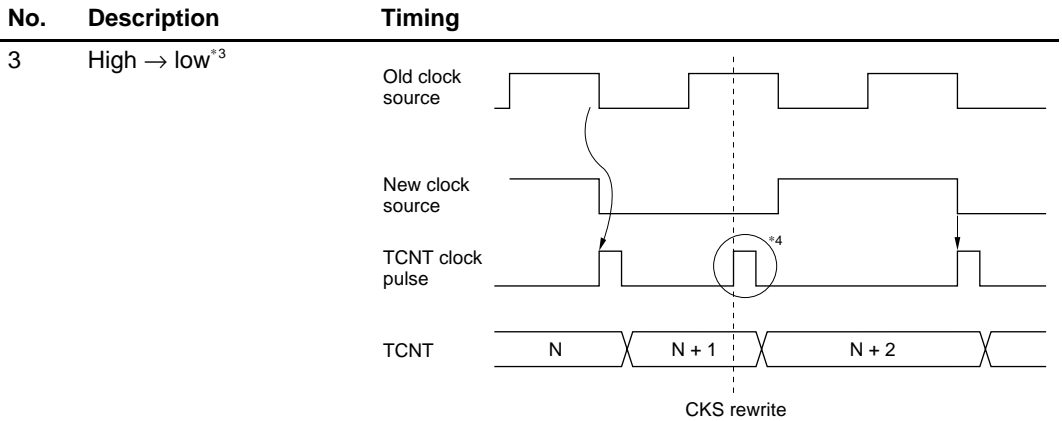 No. Description Timing
3 High → low*3
Old clock
source
New clock
source
*4
TCNT clock
pulse
TCNT N N + 1 N + 2
CKS rewrite